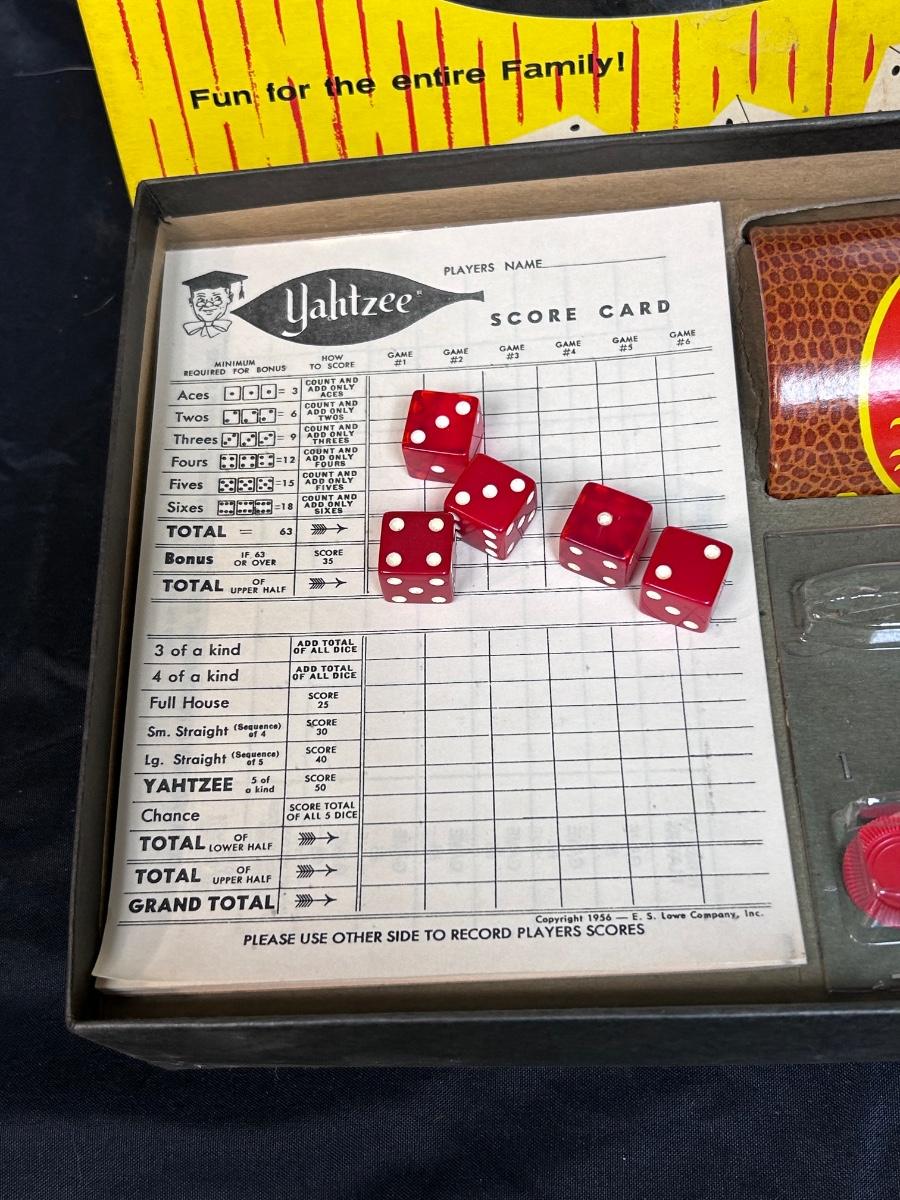 Fun for the entire Family!
PLAYERS NAME
Yahtzee
SCORE CARD
MINIMUM REQUIRED FOR BONUS
HOW TO SCORE
GAME #1
GAME #2
GAME #3
GAME #4
GAME #5
GAME #6
Aces = 3 COUNT AND ADD ONLY ACES
Twos = 6 COUNT AND ADD ONLY TWOS
Threes = 9 COUNT AND ADD ONLY THREES
Fours =12 COUNT AND ADD ONLY FOURS
Fives =15 COUNT AND ADD ONLY FIVES
Sixes =18 COUNT AND ADD ONLY SIXES
TOTAL = 63
Bonus IF 63 OR OVER SCORE 35
TOTAL OF UPPER HALF
3 of a kind ADD TOTAL OF ALL DICE
4 of a kind ADD TOTAL OF ALL DICE
Full House SCORE 25
Sm. Straight (Sequence) of 4 SCORE 30
Lg. Straight (Sequence) of 5 SCORE 40
YAHTZEE 5 of a kind SCORE 50
Chance SCORE TOTAL OF ALL 5 DICE
TOTAL OF LOWER HALF
TOTAL OF UPPER HALF
GRAND TOTAL
Copyright 1956 — E. S. Lowe Company, Inc.
PLEASE USE OTHER SIDE TO RECORD PLAYERS SCORES